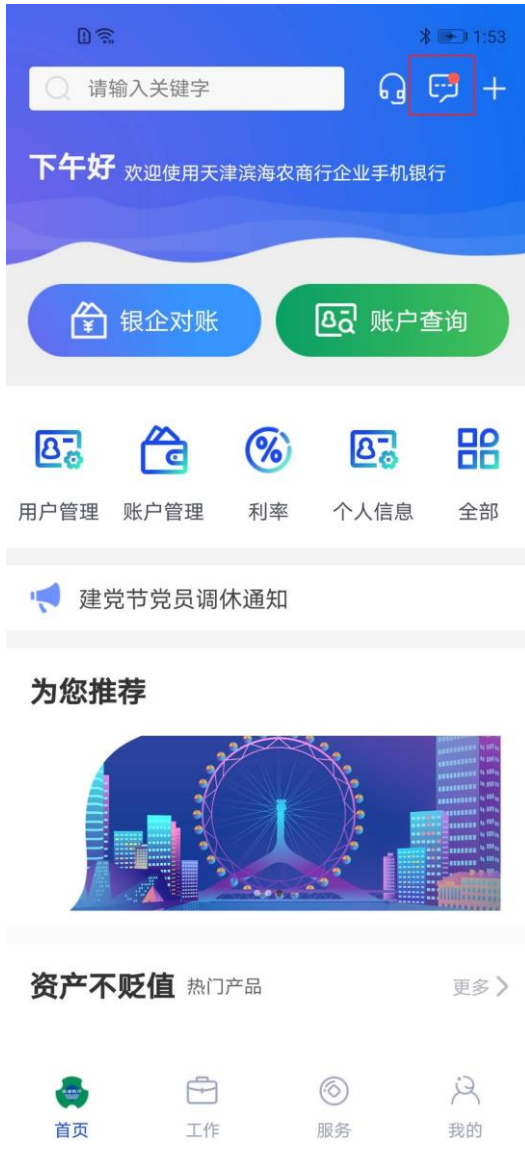 1:53
请输入关键字
下午好 欢迎使用天津滨海农商行企业手机银行
银企对账 账户查询
用户管理 账户管理 利率 个人信息 全部
建党节党员调休通知
为您推荐
资产不贬值 热门产品 更多
首页 工作 服务 我的